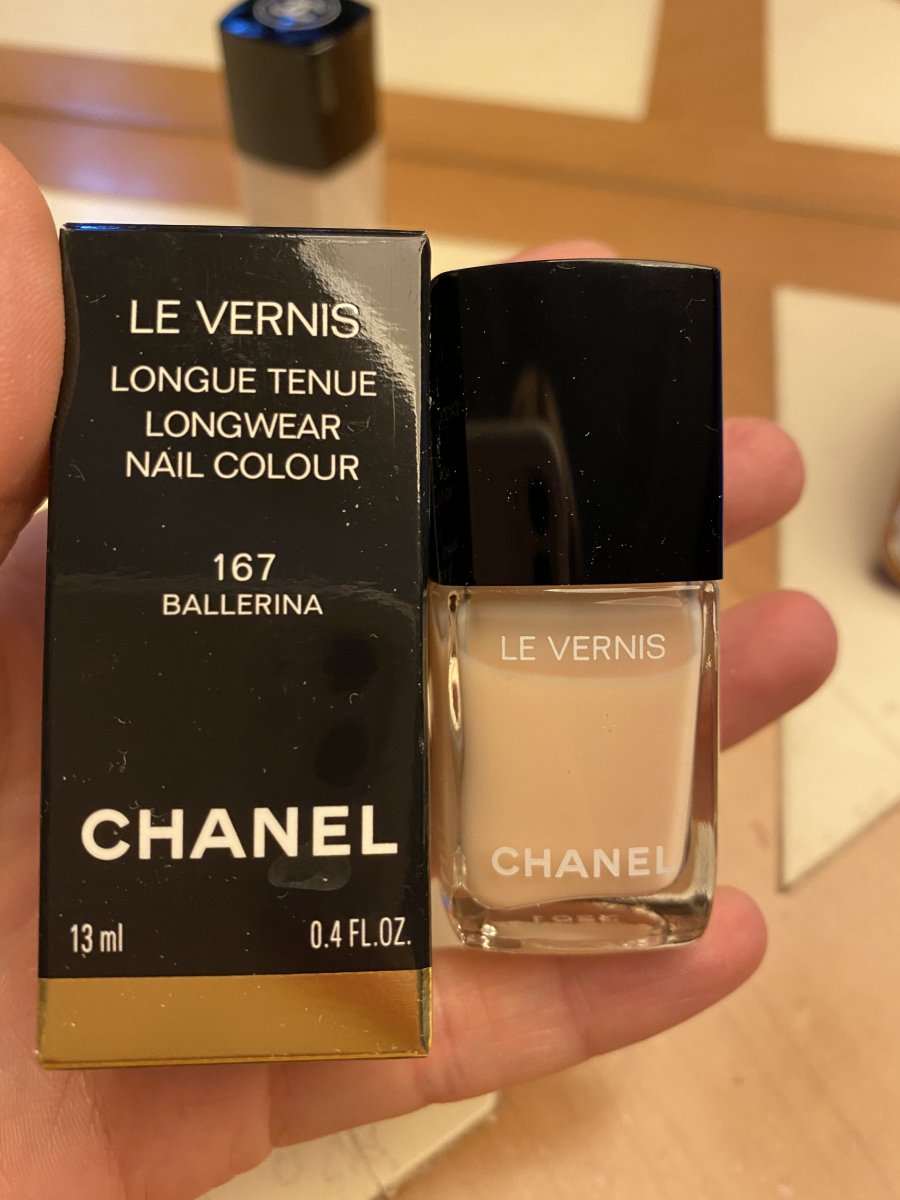 LE VERNIS
LONGUE TENUE
LONGWEAR
NAIL COLOUR
167
BALLERINA
CHANEL
13 ml 0.4 FL.OZ.
LE VERNIS
CHANEL